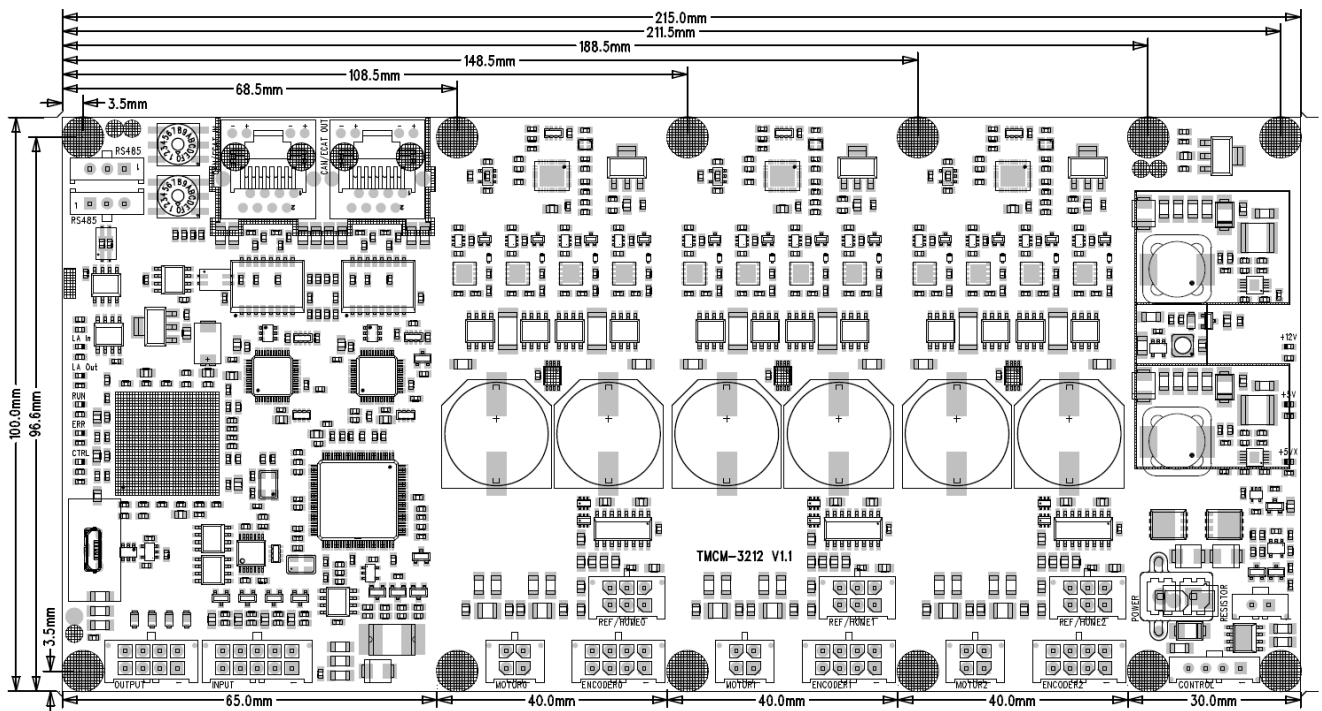 215.0mm
211.5mm
188.5mm
148.5mm
108.5mm
68.5mm
3.5mm
100.0mm
96.6mm
3.5mm
RS485
1
1
RS485
CAN/ECAT OUT
LA In
LA Out
RUN
ERR
CTRL
+12V
+5V
TMCM-3212 V1.1
POWER
RESISTOR
REF/HOME0
REF/HOME1
REF/HOME2
OUTPUT
INPUT
MOTOR0
ENCODER0
MOTOR1
ENCODER1
MOTOR2
ENCODER2
CONTROL
65.0mm
40.0mm
40.0mm
40.0mm
30.0mm